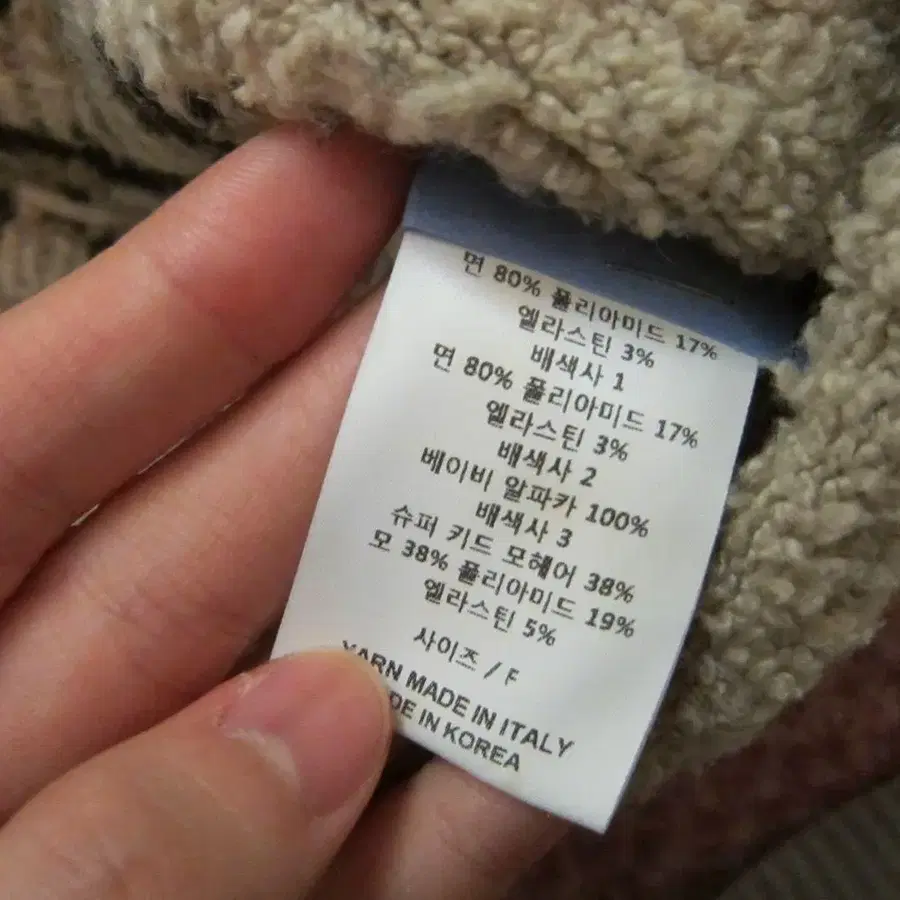 면 80% 폴리아미드 17%
엘라스틴 3%
배색사 1
면 80% 폴리아미드 17%
엘라스틴 3%
배색사 2
베이비 알파카 100%
배색사 3
슈퍼 키드 모헤어 38%
모 38% 폴리아미드 19%
엘라스틴 5%
사이즈 / F
YARN MADE IN ITALY
DE IN KOREA